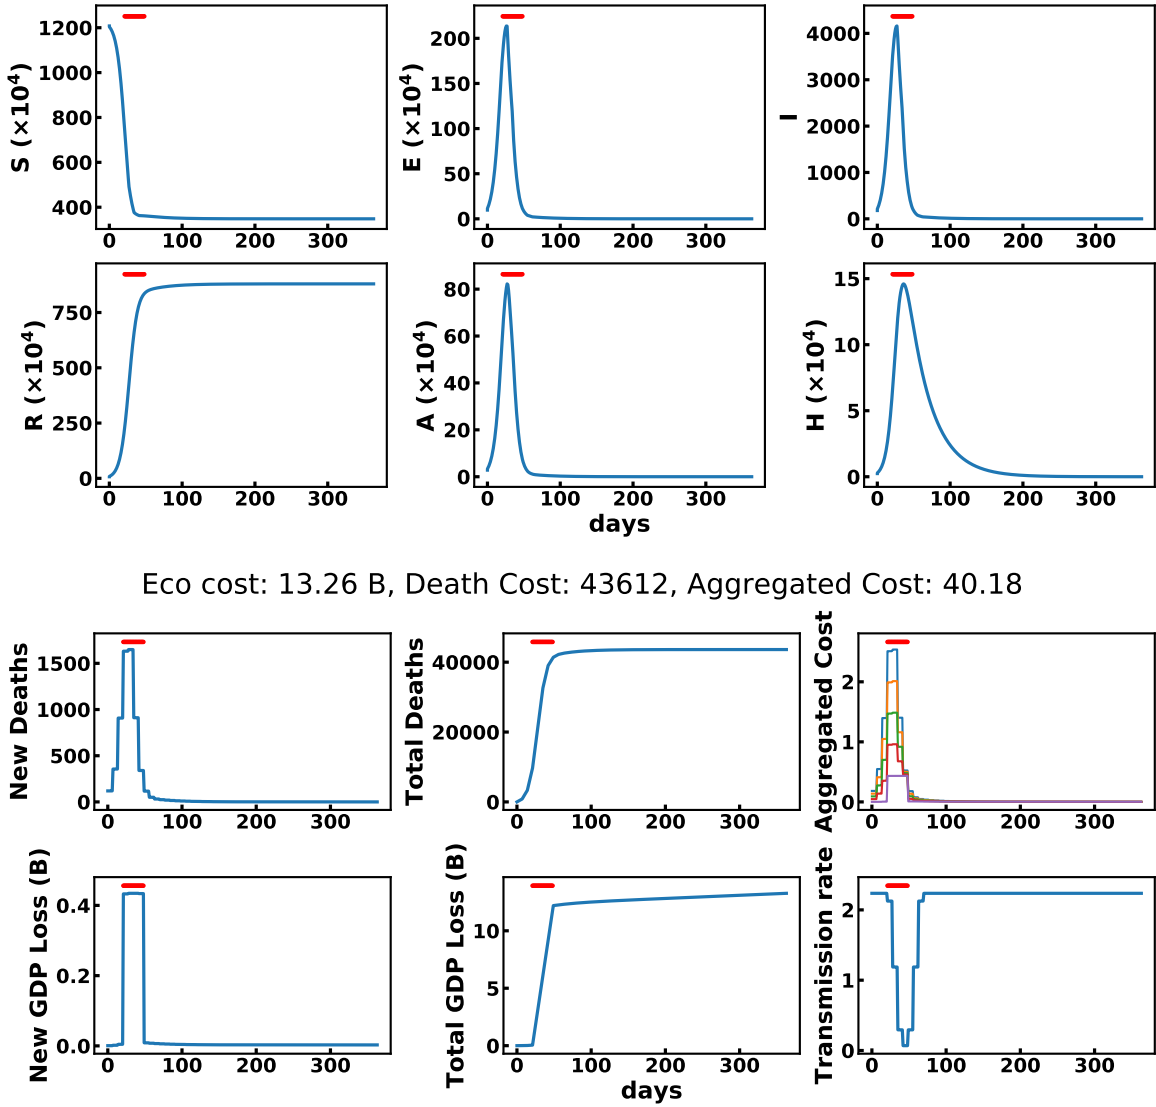 S (×10⁴)
1200
1000
800
600
400
0 100 200 300
E (×10⁴)
200
150
100
50
0
0 100 200 300
I
4000
3000
2000
1000
0
0 100 200 300
R (×10⁴)
750
500
250
0
0 100 200 300
A (×10⁴)
80
60
40
20
0
0 100 200 300
days
H (×10⁴)
15
10
5
0
0 100 200 300
Eco cost: 13.26 B, Death Cost: 43612, Aggregated Cost: 40.18
New Deaths
1500
1000
500
0
0 100 200 300
Total Deaths
40000
20000
0
0 100 200 300
Aggregated Cost
2
1
0
0 100 200 300
New GDP Loss (B)
0.4
0.2
0.0
0 100 200 300
Total GDP Loss (B)
10
5
0
0 100 200 300
days
Transmission rate
2
1
0
0 100 200 300